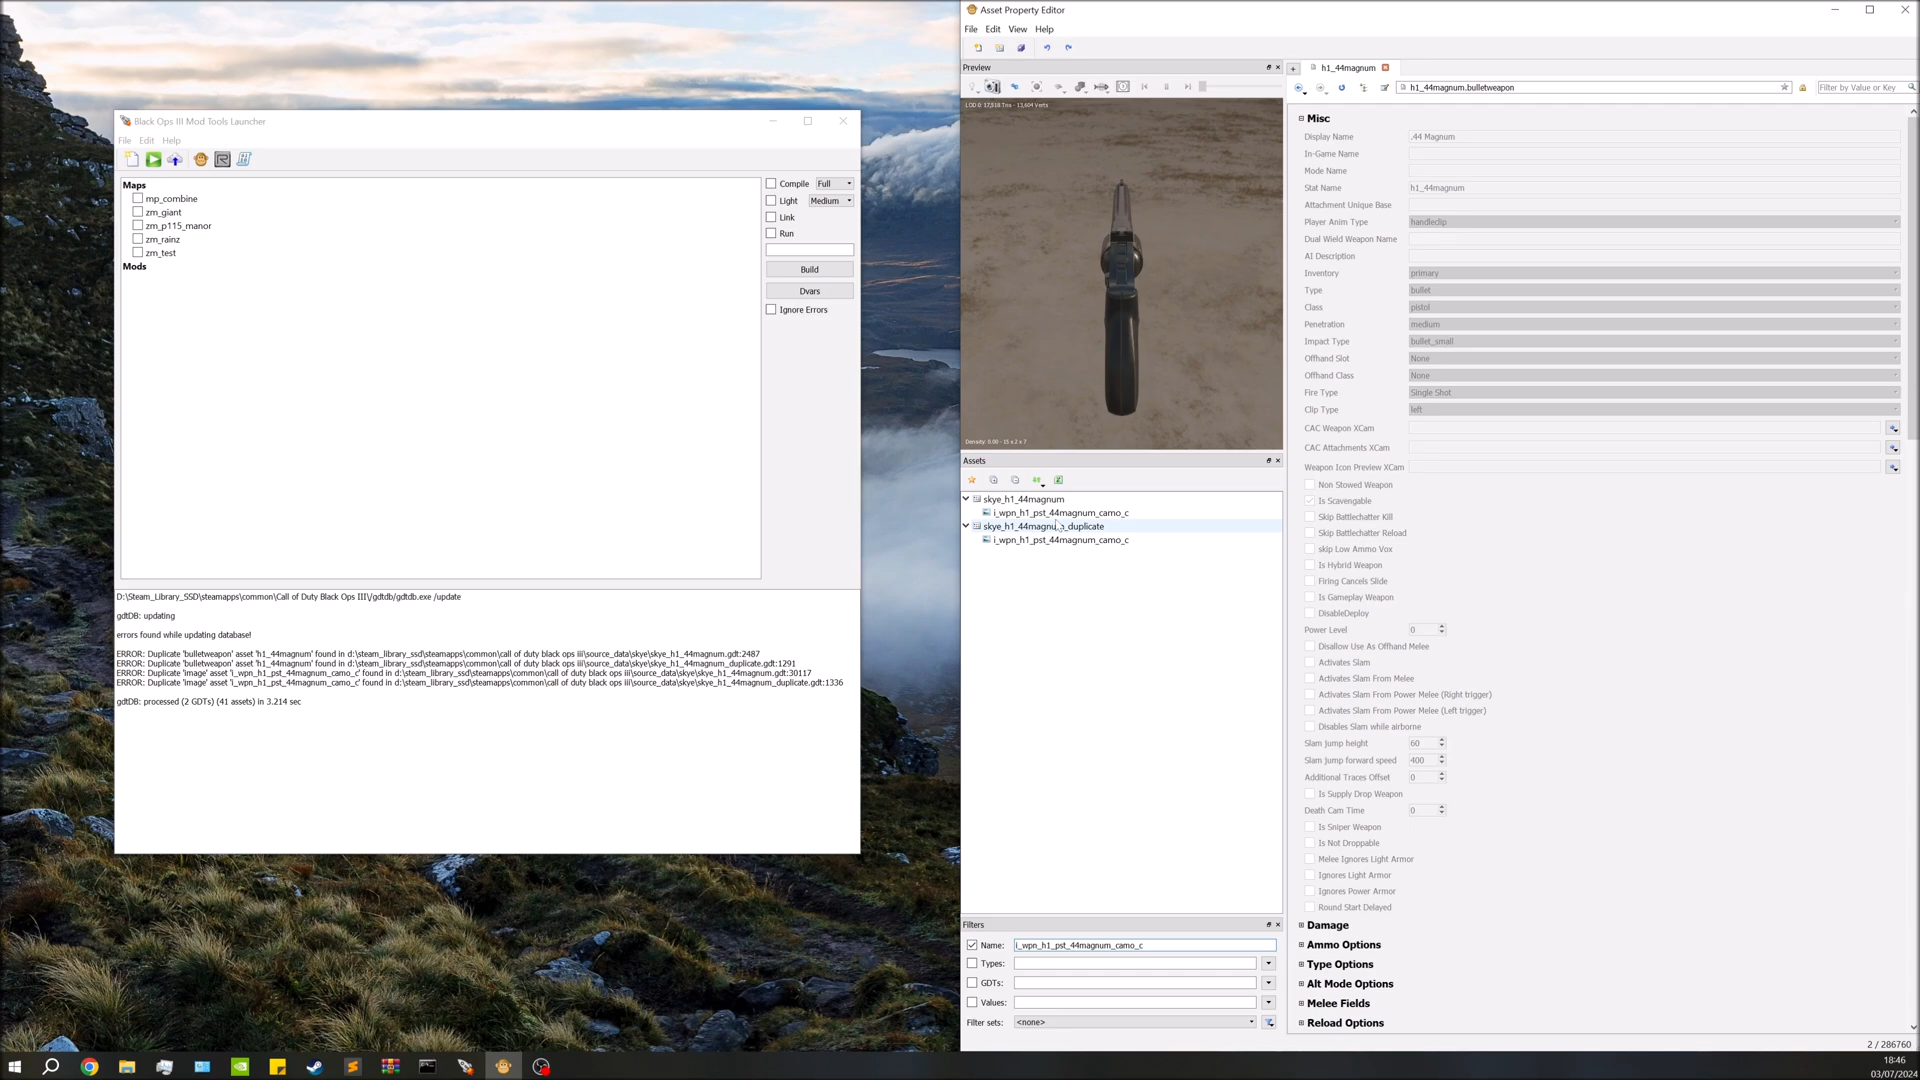 Black Ops III Mod Tools Launcher
File Edit Help
Maps
mp_combine
zm_giant
zm_p115_manor
zm_rainz
zm_test
Mods
Compile Full
Light Medium
Link
Run
Build
Dvars
Ignore Errors
D:\Steam_Library_SSD\steamapps\common\Call of Duty Black Ops III\/gdtdb/gdtdb.exe /update
gdtDB: updating
errors found while updating database!
ERROR: Duplicate 'bulletweapon' asset 'h1_44magnum' found in d:\steam_library_ssd\steamapps\common\call of duty black ops iii\source_data\skye\skye_h1_44magnum.gdt:2487
ERROR: Duplicate 'bulletweapon' asset 'h1_44magnum' found in d:\steam_library_ssd\steamapps\common\call of duty black ops iii\source_data\skye\skye_h1_44magnum_duplicate.gdt:1291
ERROR: Duplicate 'image' asset 'i_wpn_h1_pst_44magnum_camo_c' found in d:\steam_library_ssd\steamapps\common\call of duty black ops iii\source_data\skye\skye_h1_44magnum.gdt:30117
ERROR: Duplicate 'image' asset 'i_wpn_h1_pst_44magnum_camo_c' found in d:\steam_library_ssd\steamapps\common\call of duty black ops iii\source_data\skye\skye_h1_44magnum_duplicate.gdt:1336
gdtDB: processed (2 GDTs) (41 assets) in 3.214 sec
Asset Property Editor
File Edit View Help
Preview
LOD 0: 17,518 Tris - 13,604 Verts
Density: 0.00 - 15 x 2 x 7
Assets
skye_h1_44magnum
i_wpn_h1_pst_44magnum_camo_c
skye_h1_44magnum_duplicate
i_wpn_h1_pst_44magnum_camo_c
Filters
Name: i_wpn_h1_pst_44magnum_camo_c
Types:
GDTs:
Values:
Filter sets: <none>
h1_44magnum
h1_44magnum.bulletweapon
Filter by Value or Key
Misc
Display Name .44 Magnum
In-Game Name
Mode Name
Stat Name h1_44magnum
Attachment Unique Base
Player Anim Type handleclip
Dual Wield Weapon Name
AI Description
Inventory primary
Type bullet
Class pistol
Penetration medium
Impact Type bullet_small
Offhand Slot None
Offhand Class None
Fire Type Single Shot
Clip Type left
CAC Weapon XCam
CAC Attachments XCam
Weapon Icon Preview XCam
Non Stowed Weapon
Is Scavengable
Skip Battlechatter Kill
Skip Battlechatter Reload
skip Low Ammo Vox
Is Hybrid Weapon
Firing Cancels Slide
Is Gameplay Weapon
DisableDeploy
Power Level 0
Disallow Use As Offhand Melee
Activates Slam
Activates Slam From Melee
Activates Slam From Power Melee (Right trigger)
Activates Slam From Power Melee (Left trigger)
Disables Slam while airborne
Slam jump height 60
Slam jump forward speed 400
Additional Traces Offset 0
Is Supply Drop Weapon
Death Cam Time 0
Is Sniper Weapon
Is Not Droppable
Melee Ignores Light Armor
Ignores Light Armor
Ignores Power Armor
Round Start Delayed
Damage
Ammo Options
Type Options
Alt Mode Options
Melee Fields
Reload Options
2 / 286760
18:46
03/07/2024